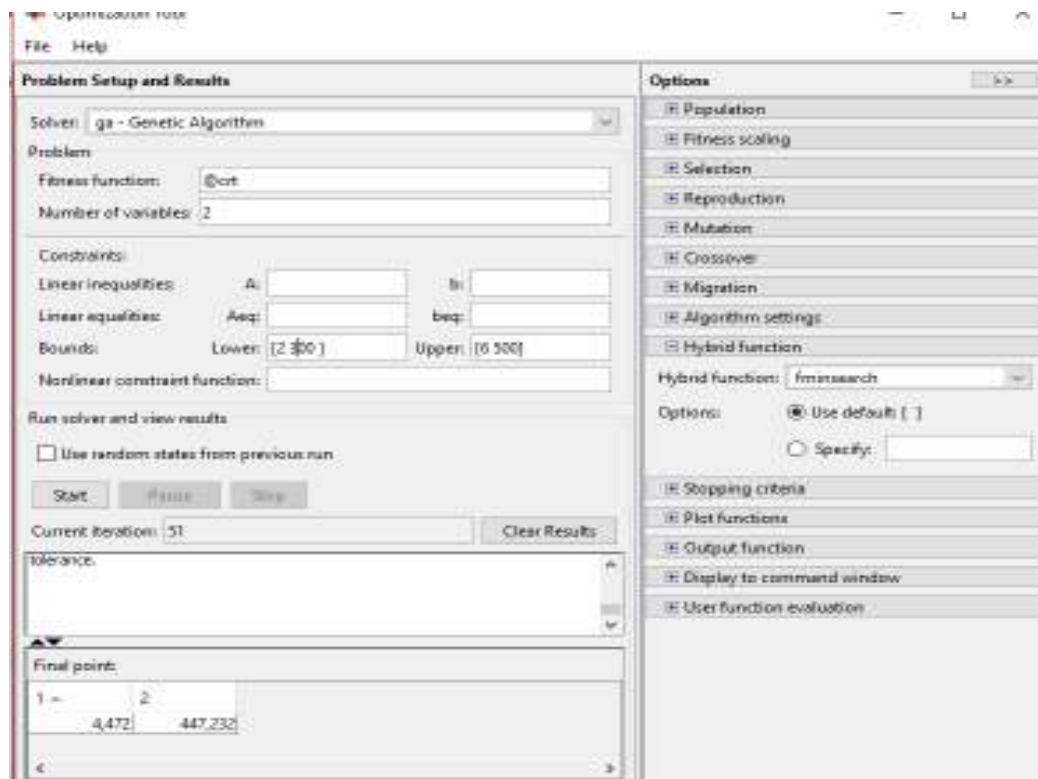 Optimization Tool
File Help
Problem Setup and Results
Solver: ga - Genetic Algorithm
Problem
Fitness function: @crt
Number of variables: 2
Constraints:
Linear inequalities: A: b:
Linear equalities: Aeq: beq:
Bounds: Lower: [2 300 ] Upper: [6 500]
Nonlinear constraint function:
Run solver and view results
Use random states from previous run
Start Pause Stop
Current iteration: 51 Clear Results
tolerance.
Final point:
1 2
4,472 447,232
< >
Options >>
Population
Fitness scaling
Selection
Reproduction
Mutation
Crossover
Migration
Algorithm settings
Hybrid function
Hybrid function: fminsearch
Options: Use default: [ ]
Specify:
Stopping criteria
Plot functions
Output function
Display to command window
User function evaluation